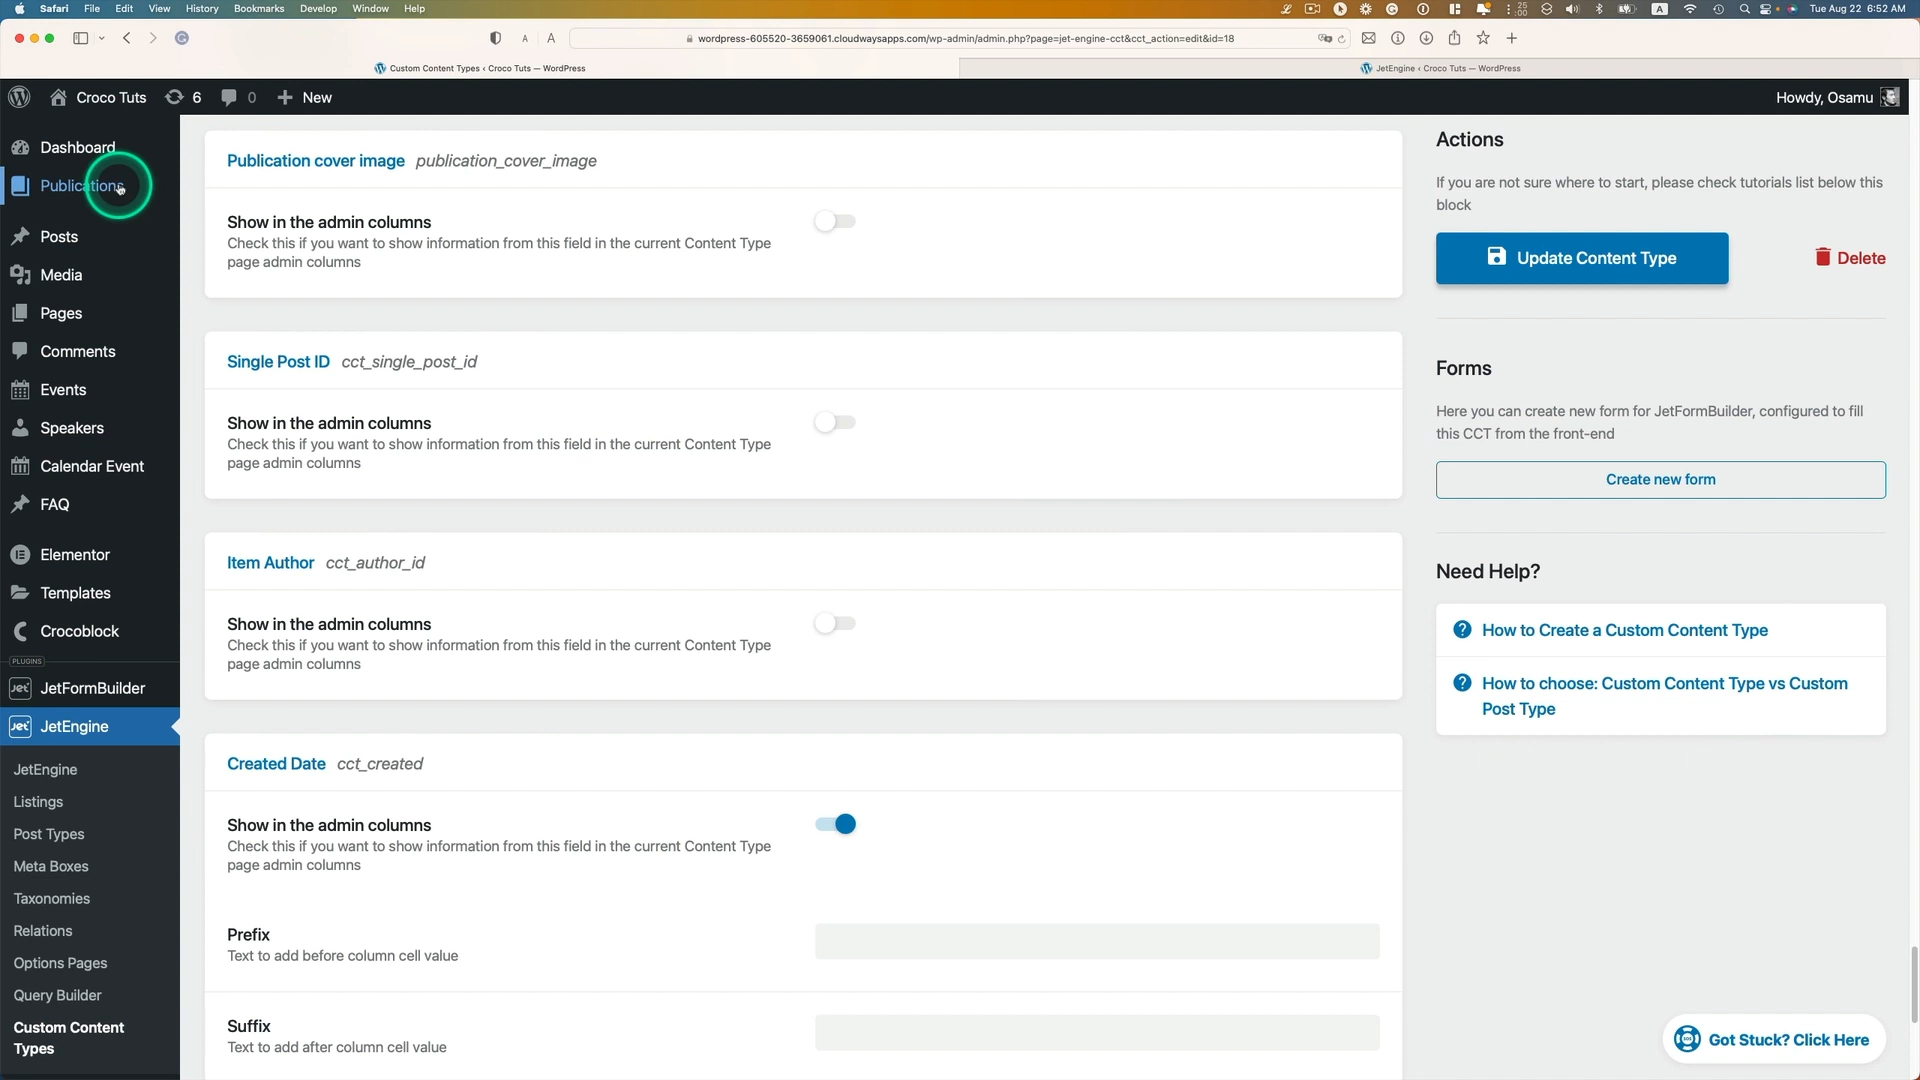 Safari File Edit View History Bookmarks Develop Window Help
Tue Aug 22 6:52 AM
wordpress-605520-3659061.cloudwaysapps.com/wp-admin/admin.php?page=jet-engine-cct&cct_action=edit&id=18
Custom Content Types ‹ Croco Tuts — WordPress
JetEngine ‹ Croco Tuts — WordPress
Croco Tuts 6 0 New
Howdy, Osamu
Dashboard
Publications
Posts
Media
Pages
Comments
Events
Speakers
Calendar Event
FAQ
Elementor
Templates
Crocoblock
PLUGINS
JetFormBuilder
JetEngine
JetEngine
Listings
Post Types
Meta Boxes
Taxonomies
Relations
Options Pages
Query Builder
Custom Content
Types
Publication cover image publication_cover_image
Show in the admin columns
Check this if you want to show information from this field in the current Content Type
page admin columns
Single Post ID cct_single_post_id
Show in the admin columns
Check this if you want to show information from this field in the current Content Type
page admin columns
Item Author cct_author_id
Show in the admin columns
Check this if you want to show information from this field in the current Content Type
page admin columns
Created Date cct_created
Show in the admin columns
Check this if you want to show information from this field in the current Content Type
page admin columns
Prefix
Text to add before column cell value
Suffix
Text to add after column cell value
Actions
If you are not sure where to start, please check tutorials list below this
block
Update Content Type
Delete
Forms
Here you can create new form for JetFormBuilder, configured to fill
this CCT from the front-end
Create new form
Need Help?
How to Create a Custom Content Type
How to choose: Custom Content Type vs Custom
Post Type
Got Stuck? Click Here